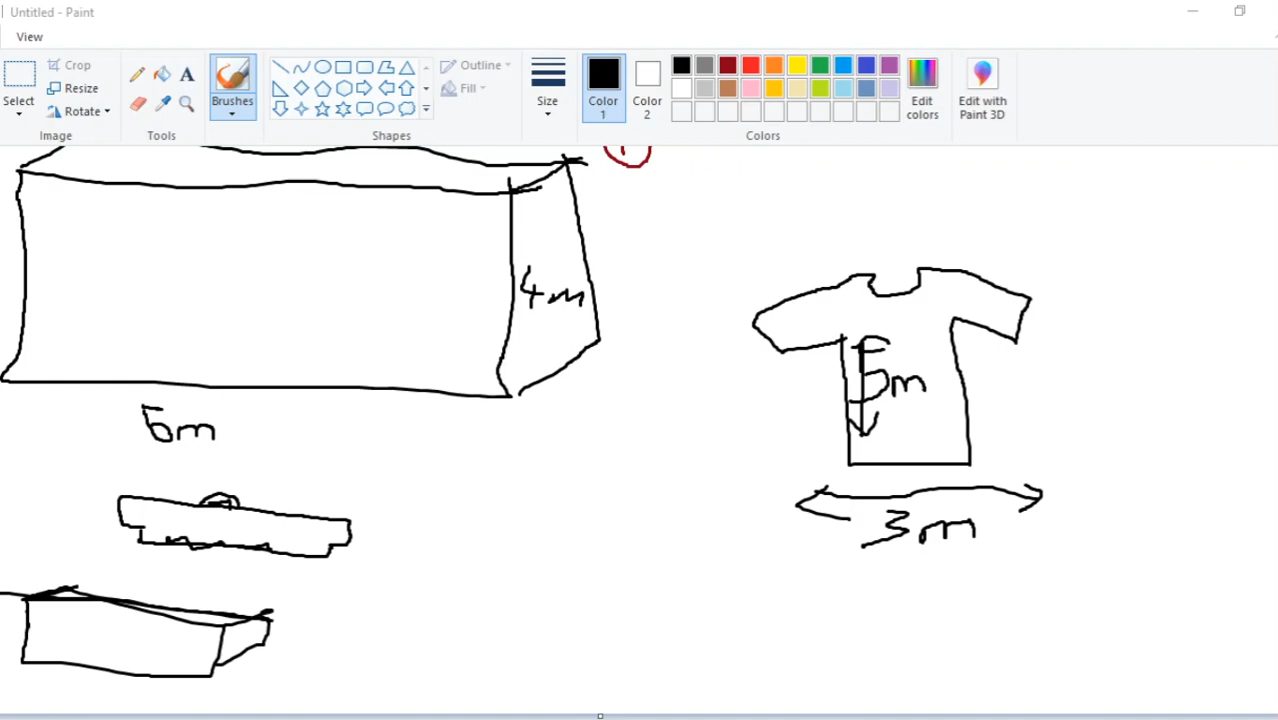 Untitled - Paint
View
Select
Crop
Resize
Rotate
Image
Tools
Brushes
Shapes
Outline
Fill
Size
Color 1
Color 2
Colors
Edit colors
Edit with Paint 3D
4m
5m
6m
3m